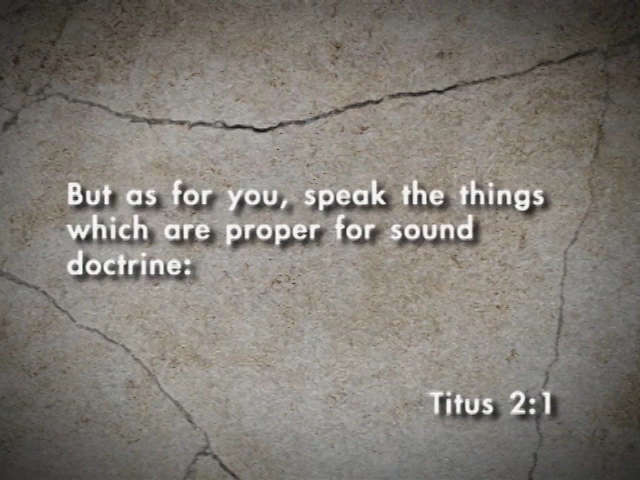 But as for you, speak the things
which are proper for sound
doctrine:
Titus 2:1